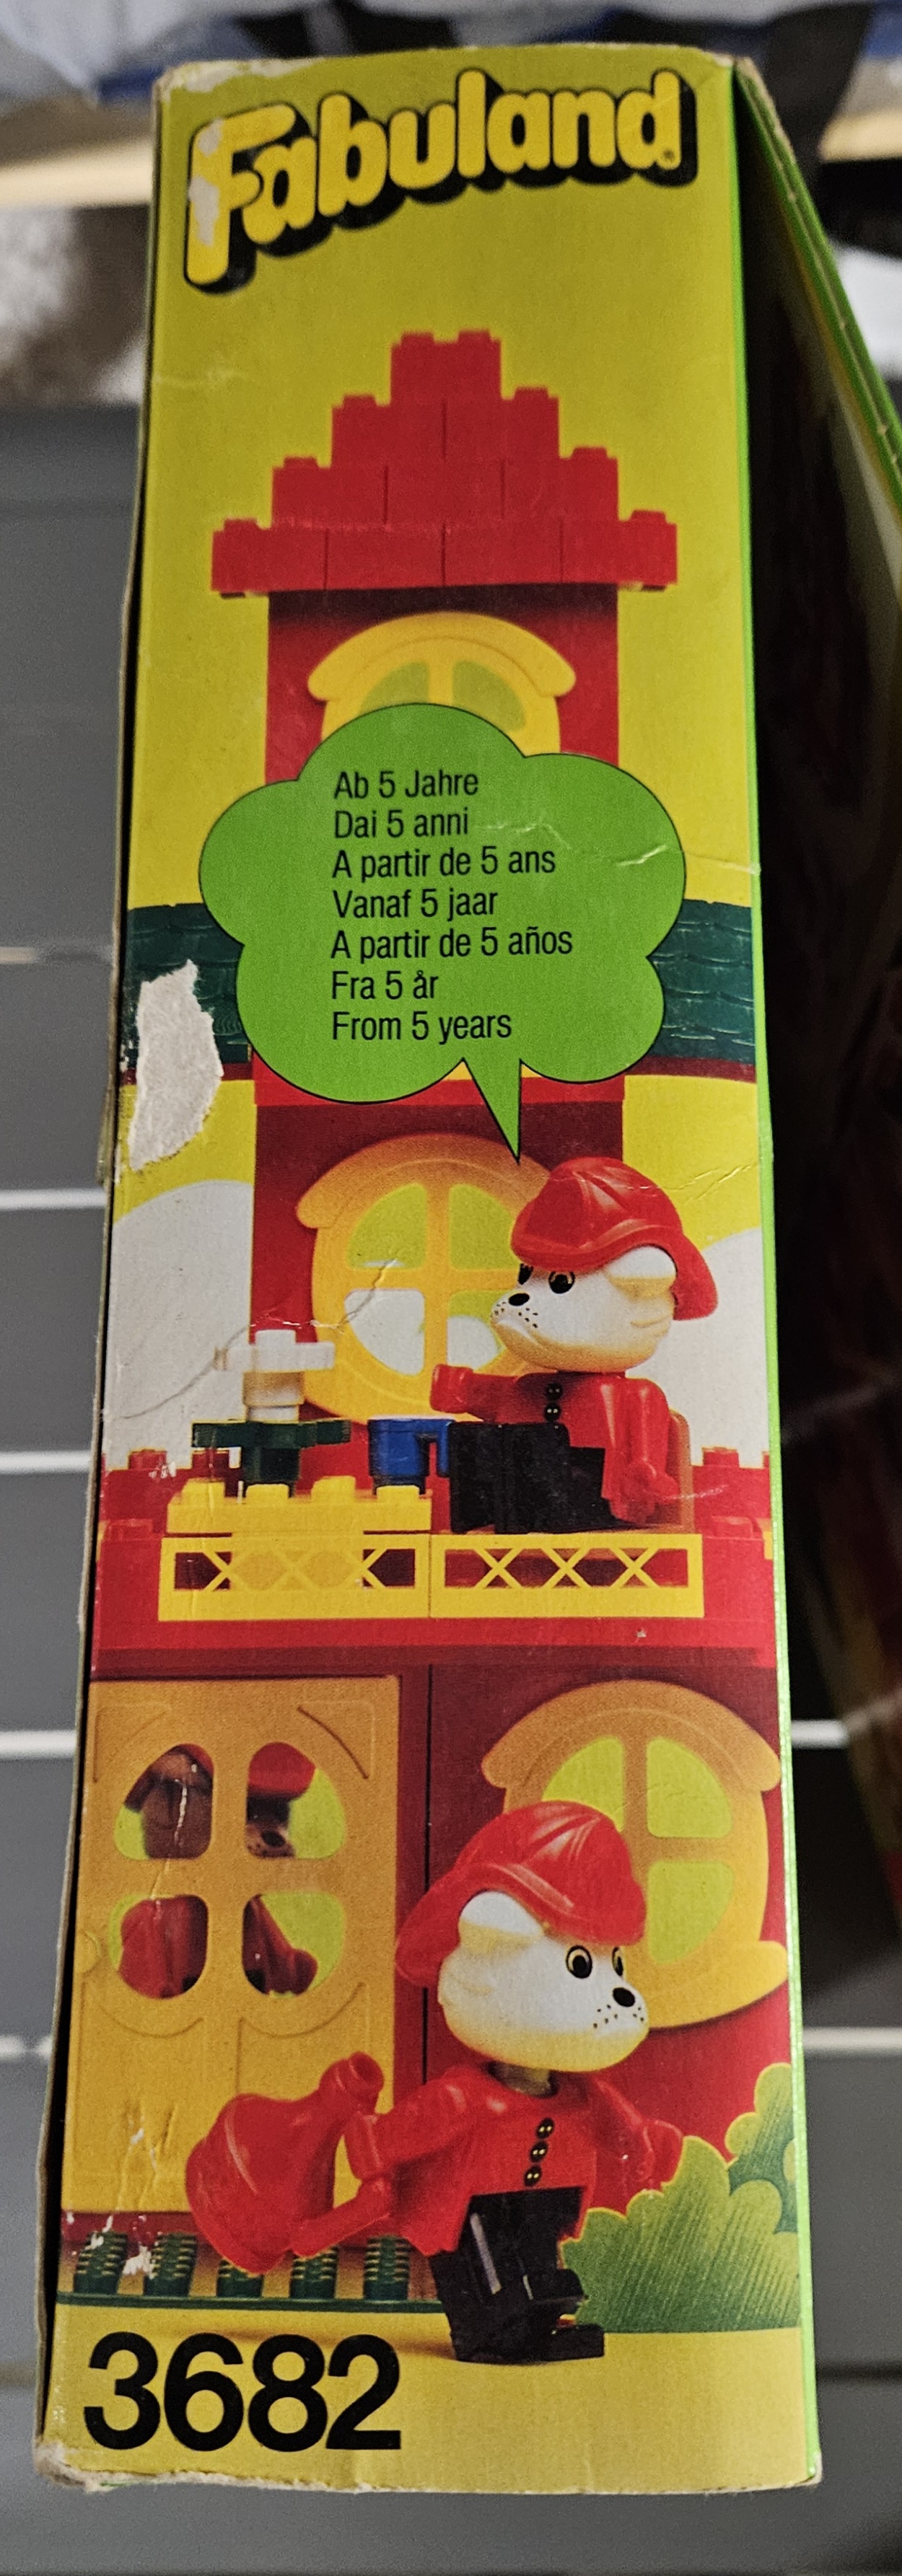 Fabuland®
Ab 5 Jahre
Dai 5 anni
A partir de 5 ans
Vanaf 5 jaar
A partir de 5 años
Fra 5 år
From 5 years
3682